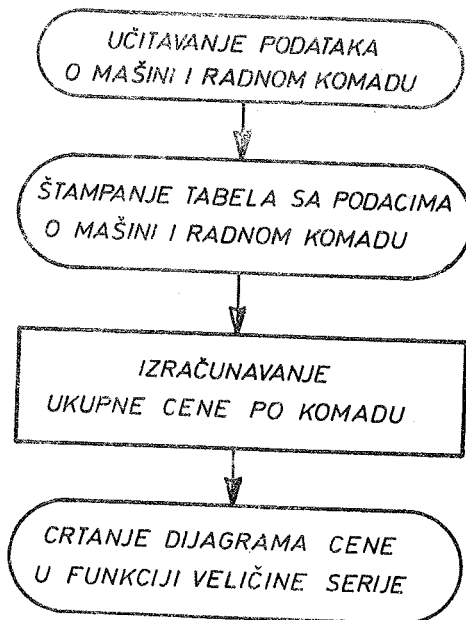 UČITAVANJE PODATAKA
O MAŠINI I RADNOM KOMADU
ŠTAMPANJE TABELA SA PODACIMA
O MAŠINI I RADNOM KOMADU
IZRAČUNAVANJE
UKUPNE CENE PO KOMADU
CRTANJE DIJAGRAMA CENE
U FUNKCIJI VELIČINE SERIJE